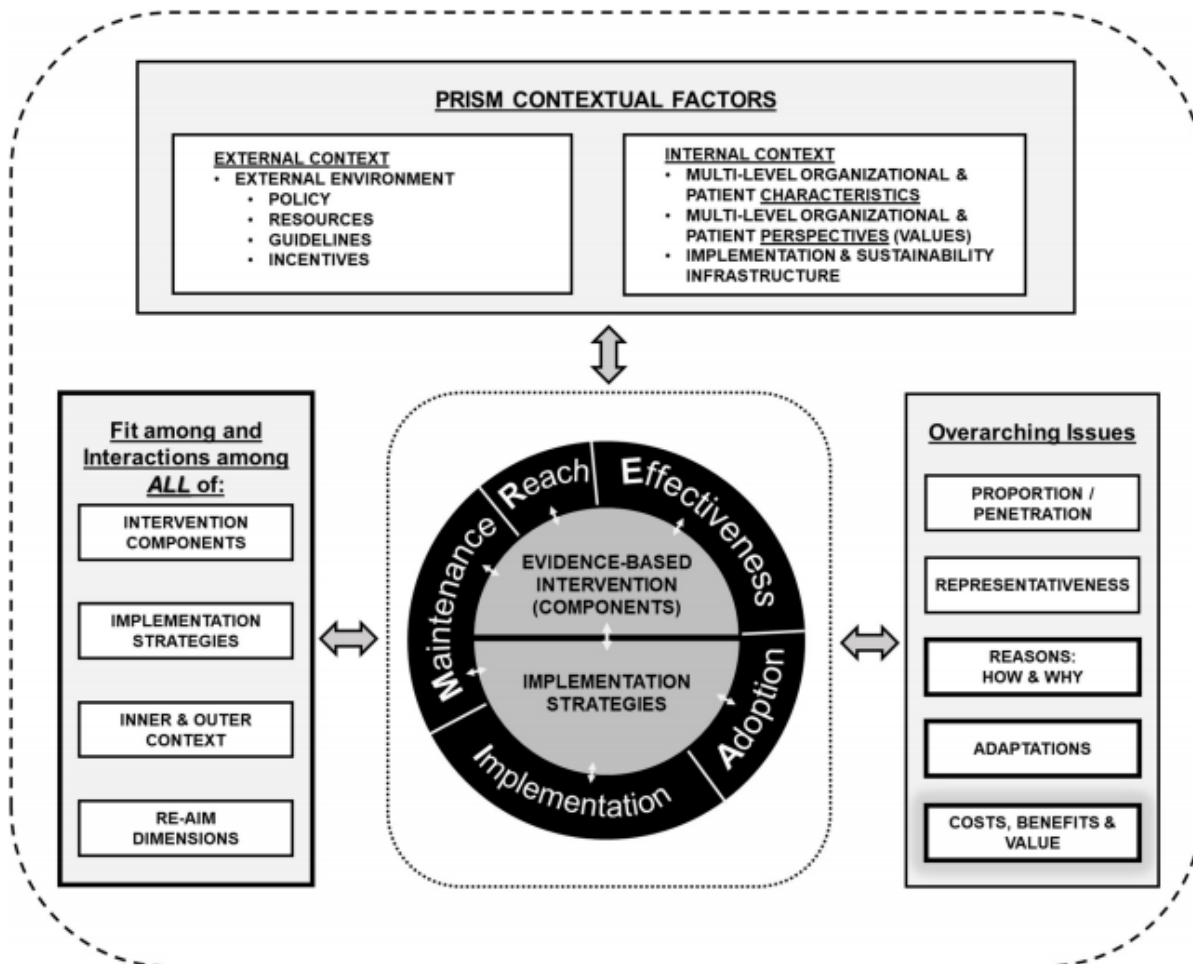 PRISM CONTEXTUAL FACTORS
EXTERNAL CONTEXT
• EXTERNAL ENVIRONMENT
• POLICY
• RESOURCES
• GUIDELINES
• INCENTIVES
INTERNAL CONTEXT
• MULTI-LEVEL ORGANIZATIONAL &
PATIENT CHARACTERISTICS
• MULTI-LEVEL ORGANIZATIONAL &
PATIENT PERSPECTIVES (VALUES)
• IMPLEMENTATION & SUSTAINABILITY
INFRASTRUCTURE
Fit among and
Interactions among
ALL of:
INTERVENTION
COMPONENTS
IMPLEMENTATION
STRATEGIES
INNER & OUTER
CONTEXT
RE-AIM
DIMENSIONS
Reach
Effectiveness
Adoption
Implementation
Maintenance
EVIDENCE-BASED
INTERVENTION
(COMPONENTS)
IMPLEMENTATION
STRATEGIES
Overarching Issues
PROPORTION /
PENETRATION
REPRESENTATIVENESS
REASONS:
HOW & WHY
ADAPTATIONS
COSTS, BENEFITS &
VALUE